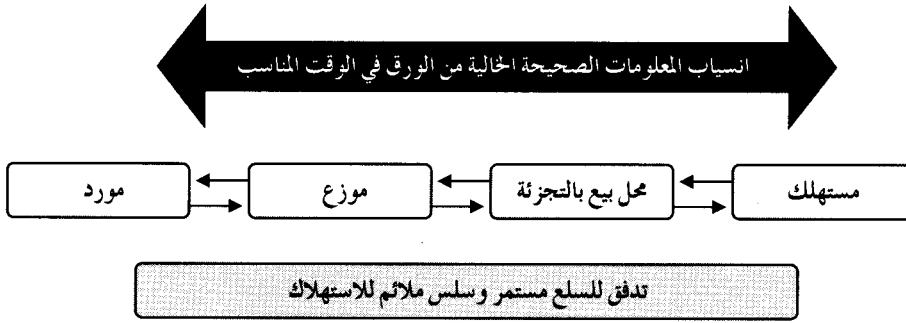 انسياب المعلومات الصحيحة الخالية من الورق في الوقت المناسب
مستهلك
محل بيع بالتجزئة
موزع
مورد
تدفق للسلع مستمر وسلس ملائم للاستهلاك